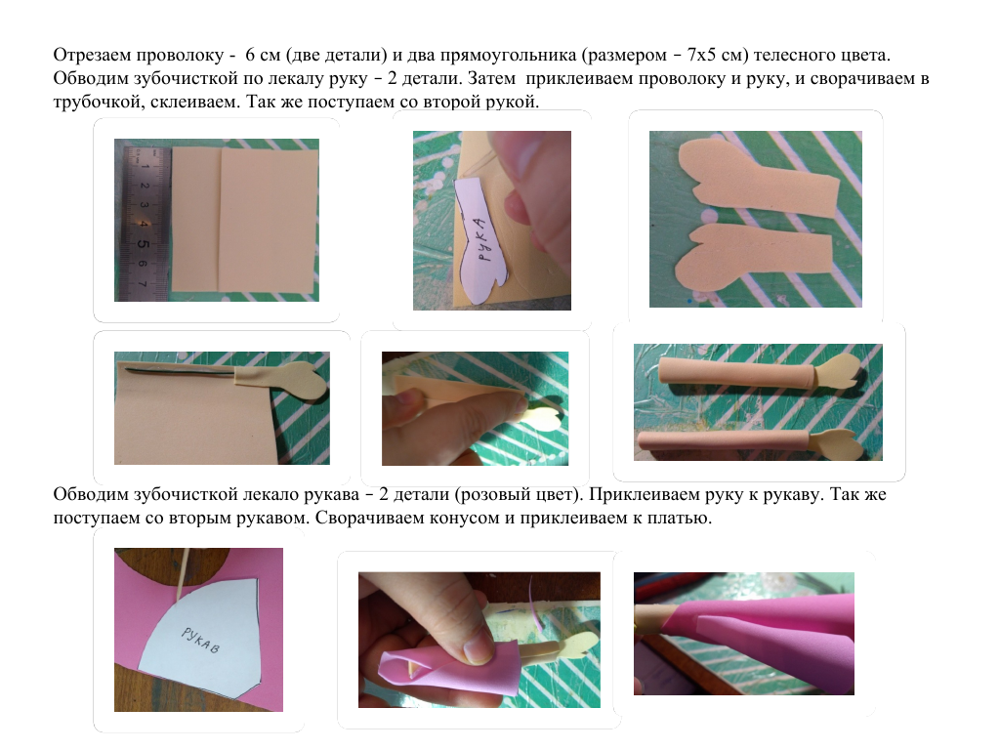 Отрезаем проволоку -  6 см (две детали) и два прямоугольника (размером – 7х5 см) телесного цвета.
Обводим зубочисткой по лекалу руку – 2 детали. Затем  приклеиваем проволоку и руку, и сворачиваем в
трубочкой, склеиваем. Так же поступаем со второй рукой.
1
2
3
4
5
6
7
РУКА
Обводим зубочисткой лекало рукава – 2 детали (розовый цвет). Приклеиваем руку к рукаву. Так же
поступаем со вторым рукавом. Сворачиваем конусом и приклеиваем к платью.
РУКАВ